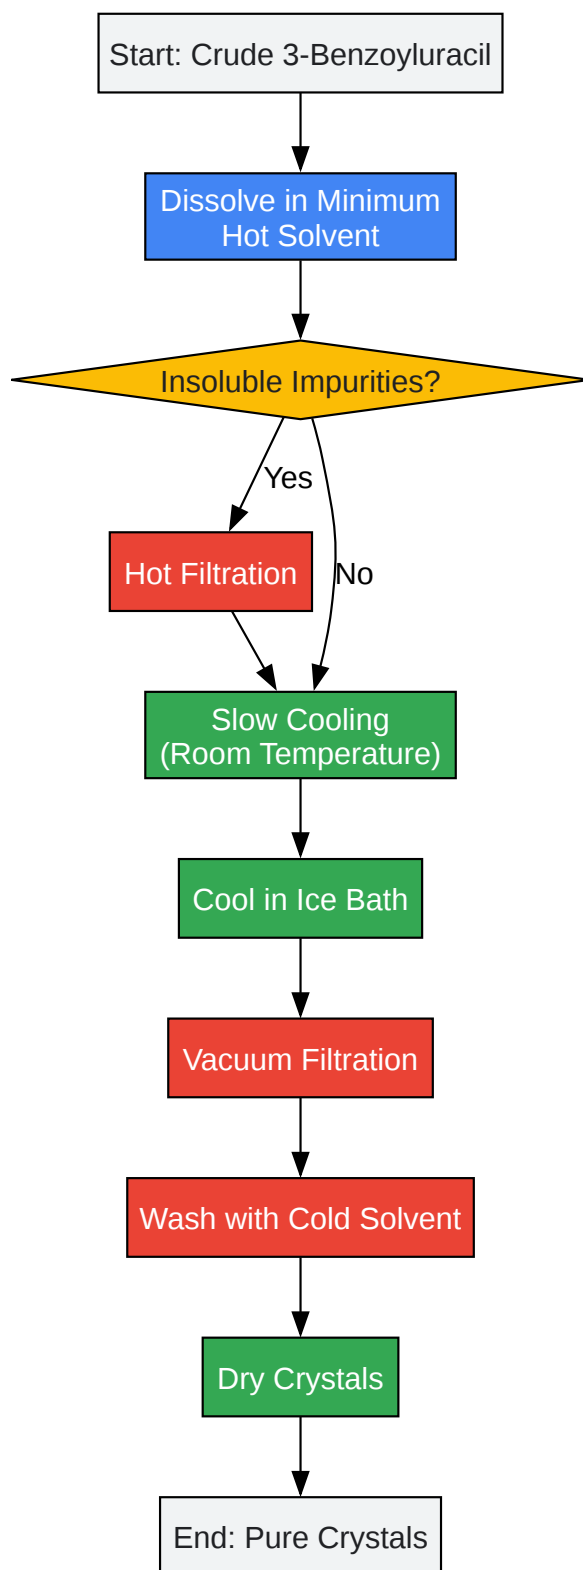 Start: Crude 3-Benzoyluracil
Dissolve in Minimum
Hot Solvent
Insoluble Impurities?
Yes
Hot Filtration
No
Slow Cooling
(Room Temperature)
Cool in Ice Bath
Vacuum Filtration
Wash with Cold Solvent
Dry Crystals
End: Pure Crystals